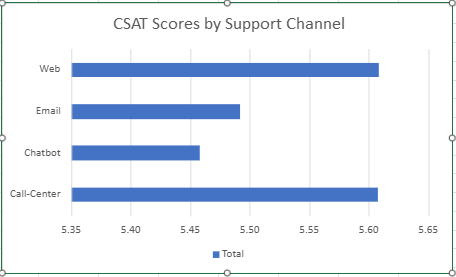 CSAT Scores by Support Channel
Web
Email
Chatbot
Call-Center
5.35 5.40 5.45 5.50 5.55 5.60 5.65
Total